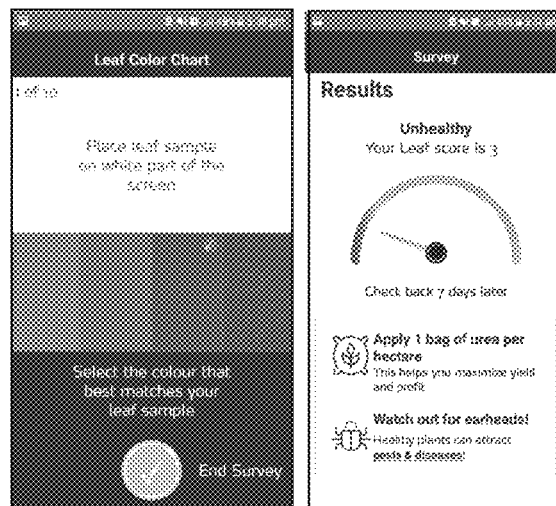 Leaf Color Chart
1 of 10
Place leaf sample
on white part of the
screen
Select the colour that
best matches your
leaf sample
End Survey
Survey
Results
Unhealthy
Your Leaf score is 3
Check back 7 days later
Apply 1 bag of urea per
hectare
This helps you maximize yield
and profit
Watch out for earheads!
Healthy plants can attract
pests & diseases!